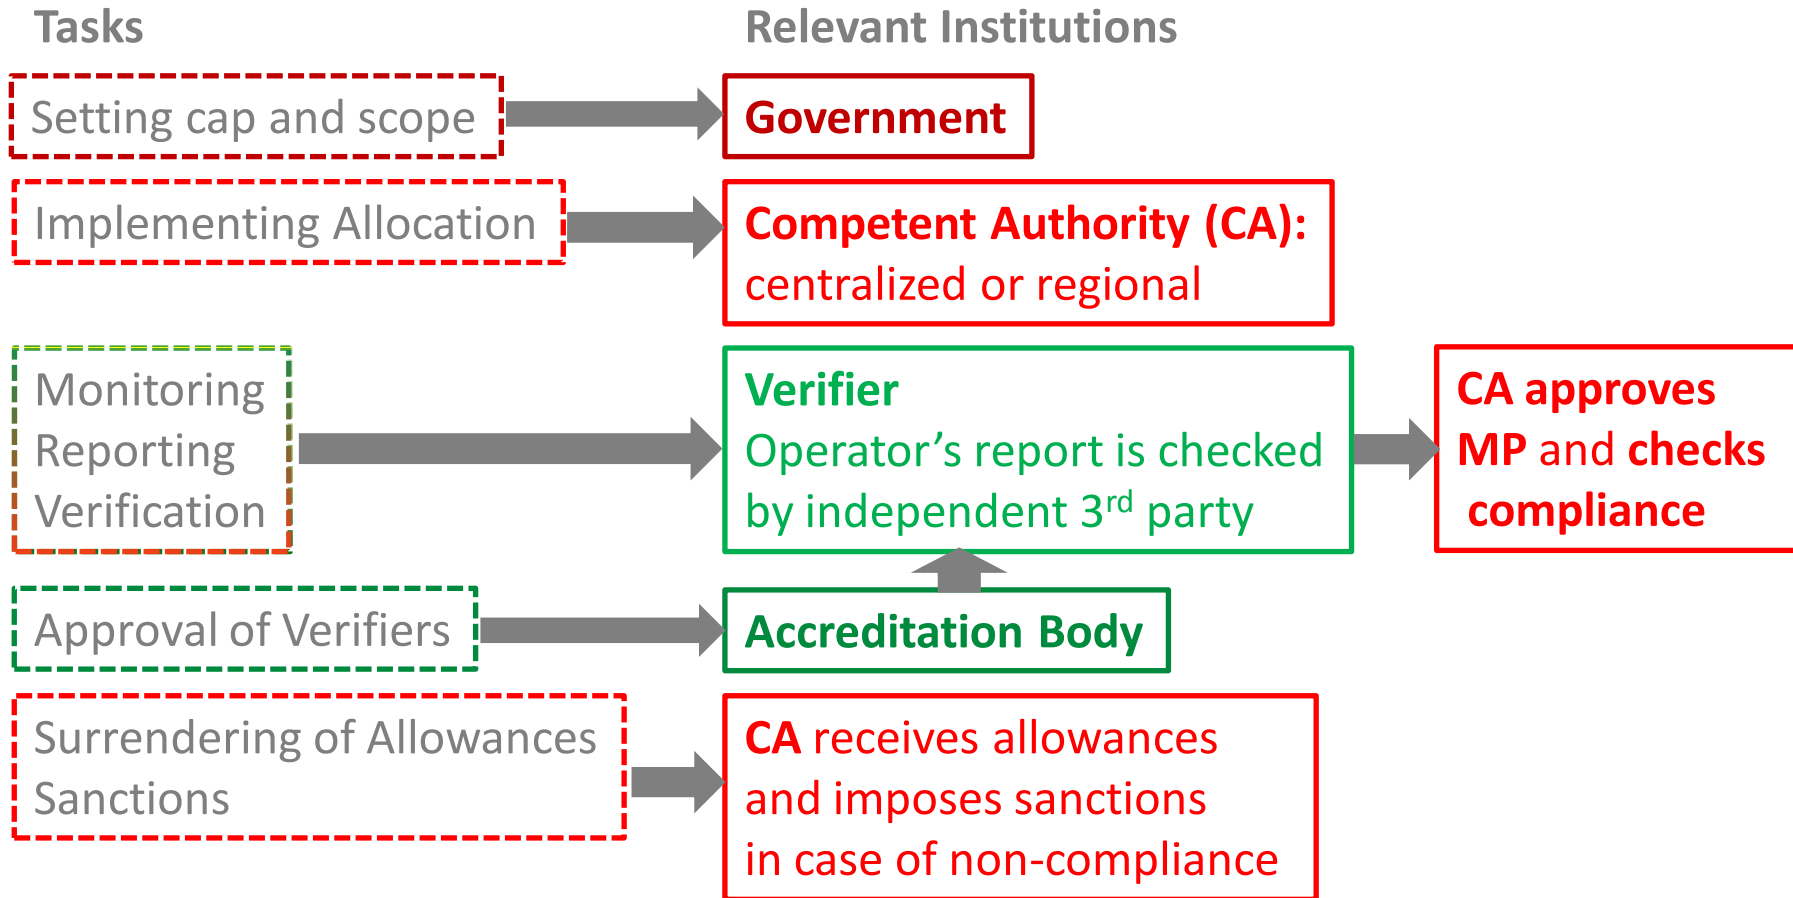 Tasks
Relevant Institutions
Setting cap and scope
Government
Implementing Allocation
Competent Authority (CA):
centralized or regional
Monitoring
Reporting
Verification
Verifier
Operator’s report is checked
by independent 3rd party
CA approves
MP and checks
compliance
Approval of Verifiers
Accreditation Body
Surrendering of Allowances
Sanctions
CA receives allowances
and imposes sanctions
in case of non-compliance